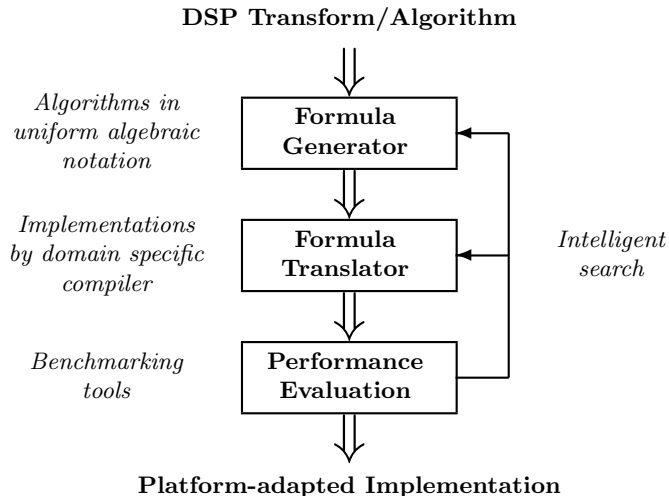 DSP Transform/Algorithm
Algorithms in
uniform algebraic
notation
Formula
Generator
Implementations
by domain specific
compiler
Formula
Translator
Intelligent
search
Benchmarking
tools
Performance
Evaluation
Platform-adapted Implementation